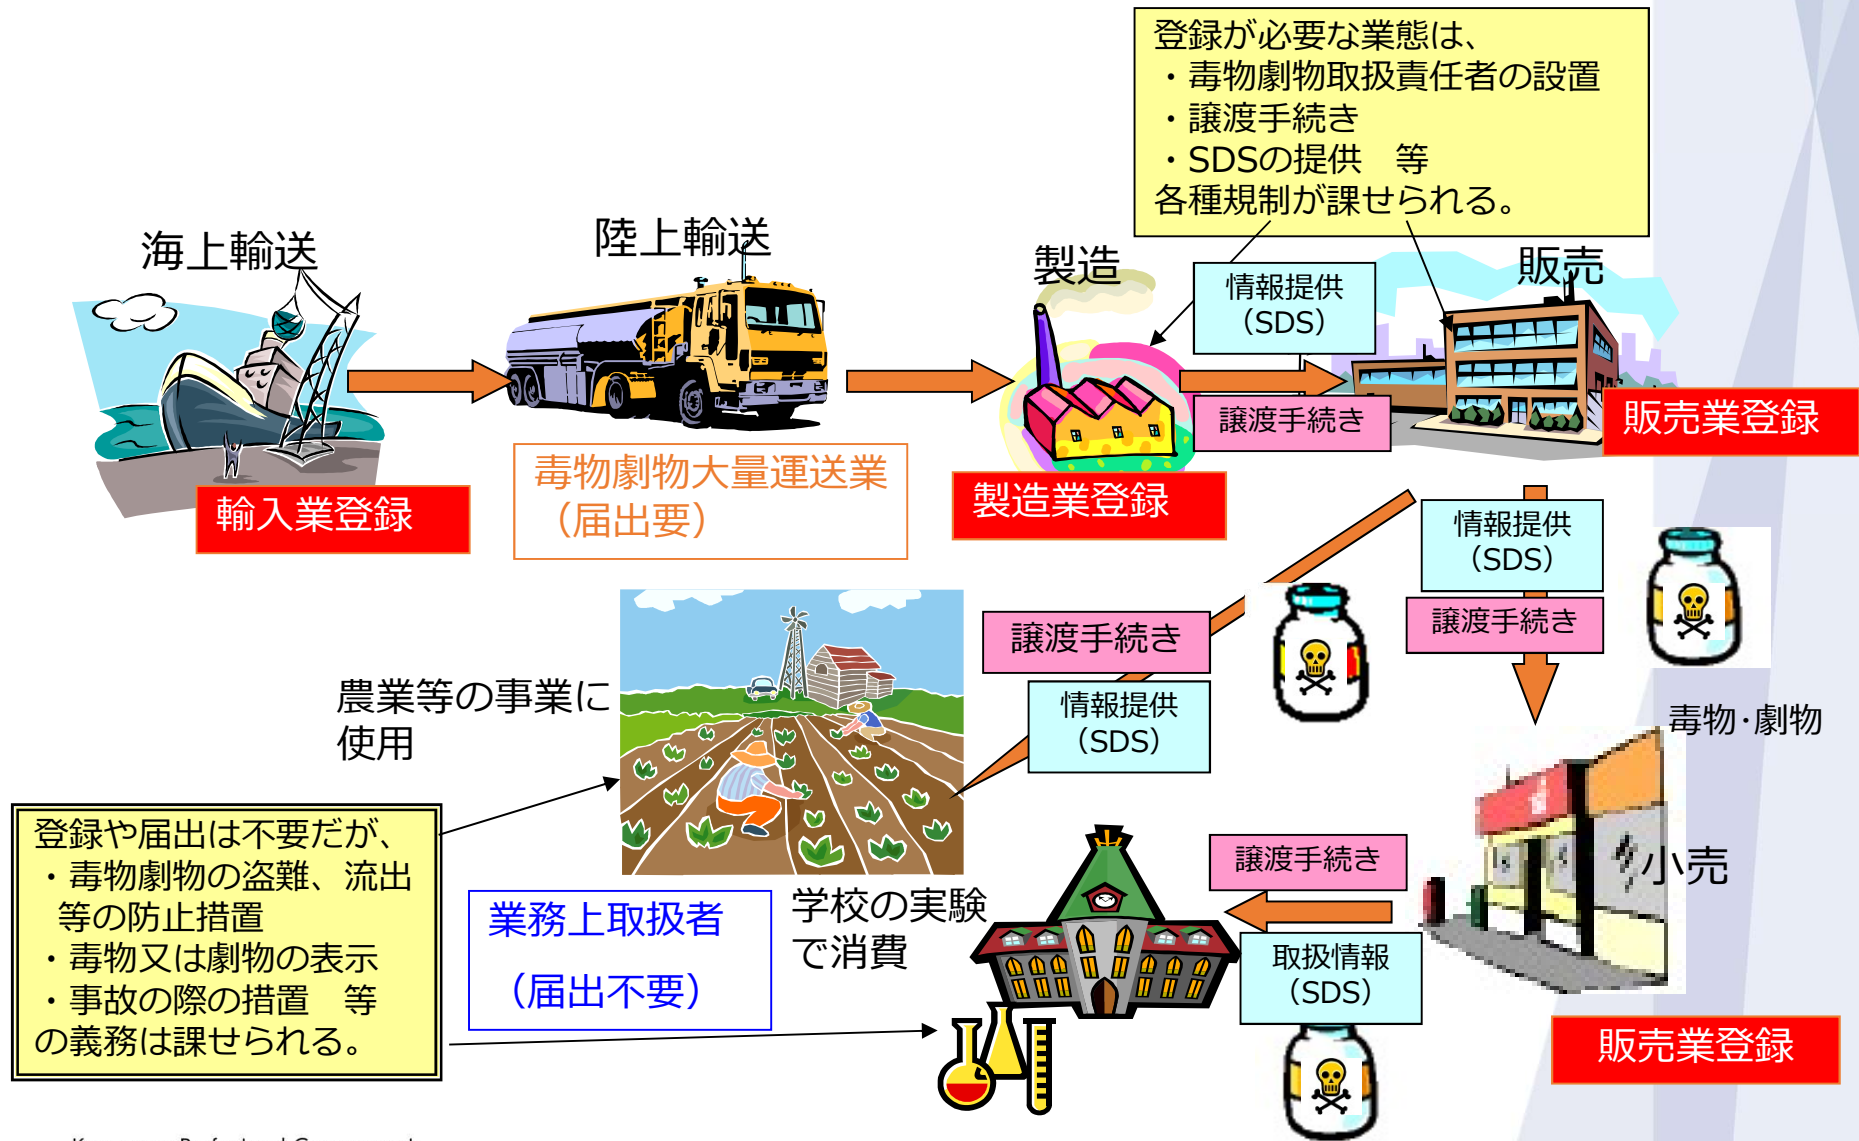 登録が必要な業態は、
・毒物劇物取扱責任者の設置
・譲渡手続き
・SDSの提供　等
各種規制が課せられる。
海上輸送
陸上輸送
製造
販売
情報提供
（SDS）
譲渡手続き
輸入業登録
毒物劇物大量運送業
（届出要）
製造業登録
販売業登録
情報提供
（SDS）
譲渡手続き
譲渡手続き
情報提供
（SDS）
農業等の事業に
使用
毒物・劇物
登録や届出は不要だが、
・毒物劇物の盗難、流出
等の防止措置
・毒物又は劇物の表示
・事故の際の措置　等
の義務は課せられる。
業務上取扱者
（届出不要）
学校の実験
で消費
譲渡手続き
取扱情報
（SDS）
小売
販売業登録